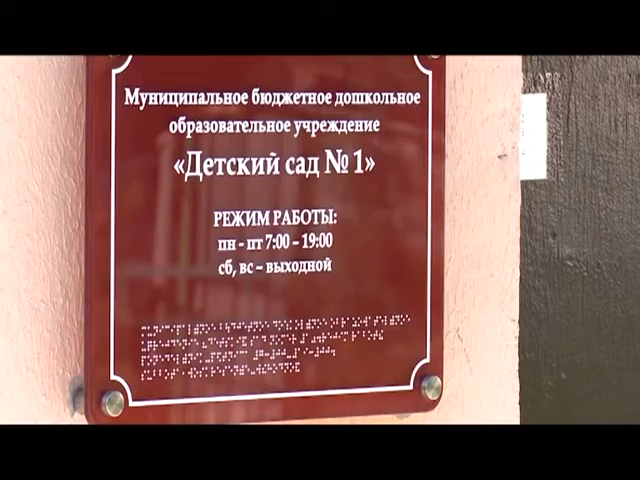 Муниципальное бюджетное дошкольное
образовательное учреждение
«Детский сад № 1»
РЕЖИМ РАБОТЫ:
пн - пт 7:00 – 19:00
сб, вс – выходной